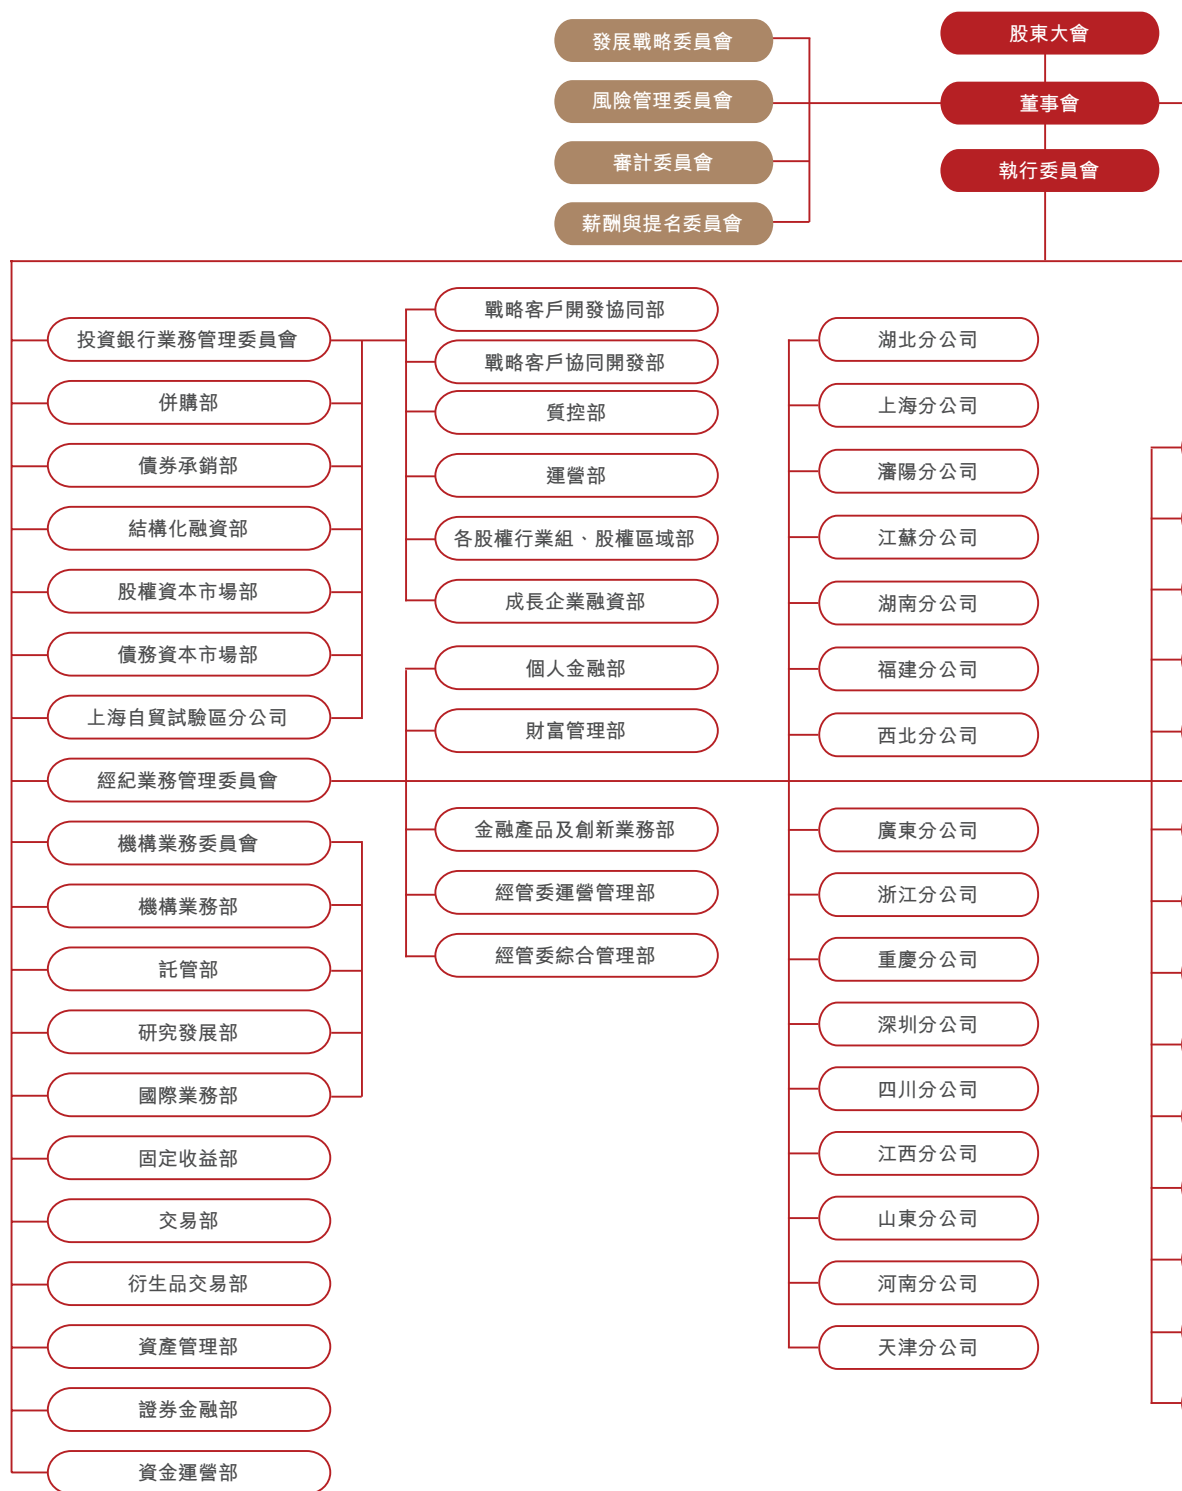 發展戰略委員會
風險管理委員會
審計委員會
薪酬與提名委員會
股東大會
董事會
執行委員會
投資銀行業務管理委員會
併購部
債券承銷部
結構化融資部
股權資本市場部
債務資本市場部
上海自貿試驗區分公司
經紀業務管理委員會
機構業務委員會
機構業務部
託管部
研究發展部
國際業務部
固定收益部
交易部
衍生品交易部
資產管理部
證券金融部
資金運營部
戰略客戶開發協同部
戰略客戶協同開發部
質控部
運營部
各股權行業組、股權區域部
成長企業融資部
個人金融部
財富管理部
金融產品及創新業務部
經管委運營管理部
經管委綜合管理部
湖北分公司
上海分公司
瀋陽分公司
江蘇分公司
湖南分公司
福建分公司
西北分公司
廣東分公司
浙江分公司
重慶分公司
深圳分公司
四川分公司
江西分公司
山東分公司
河南分公司
天津分公司